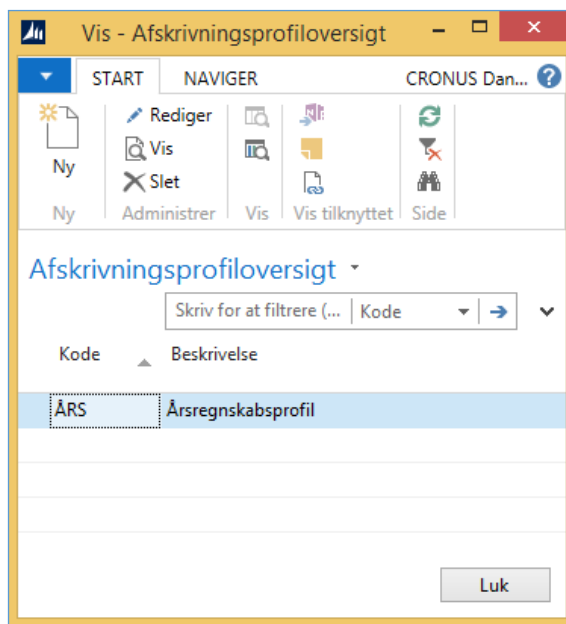 Vis - Afskrivningsprofiloversigt
START NAVIGER CRONUS Dan...
Ny
Rediger
Vis
Slet
Ny Administrer Vis Vis tilknyttet Side
Afskrivningsprofiloversigt
Skriv for at filtrere (... Kode
Kode Beskrivelse
ÅRS Årsregnskabsprofil
Luk